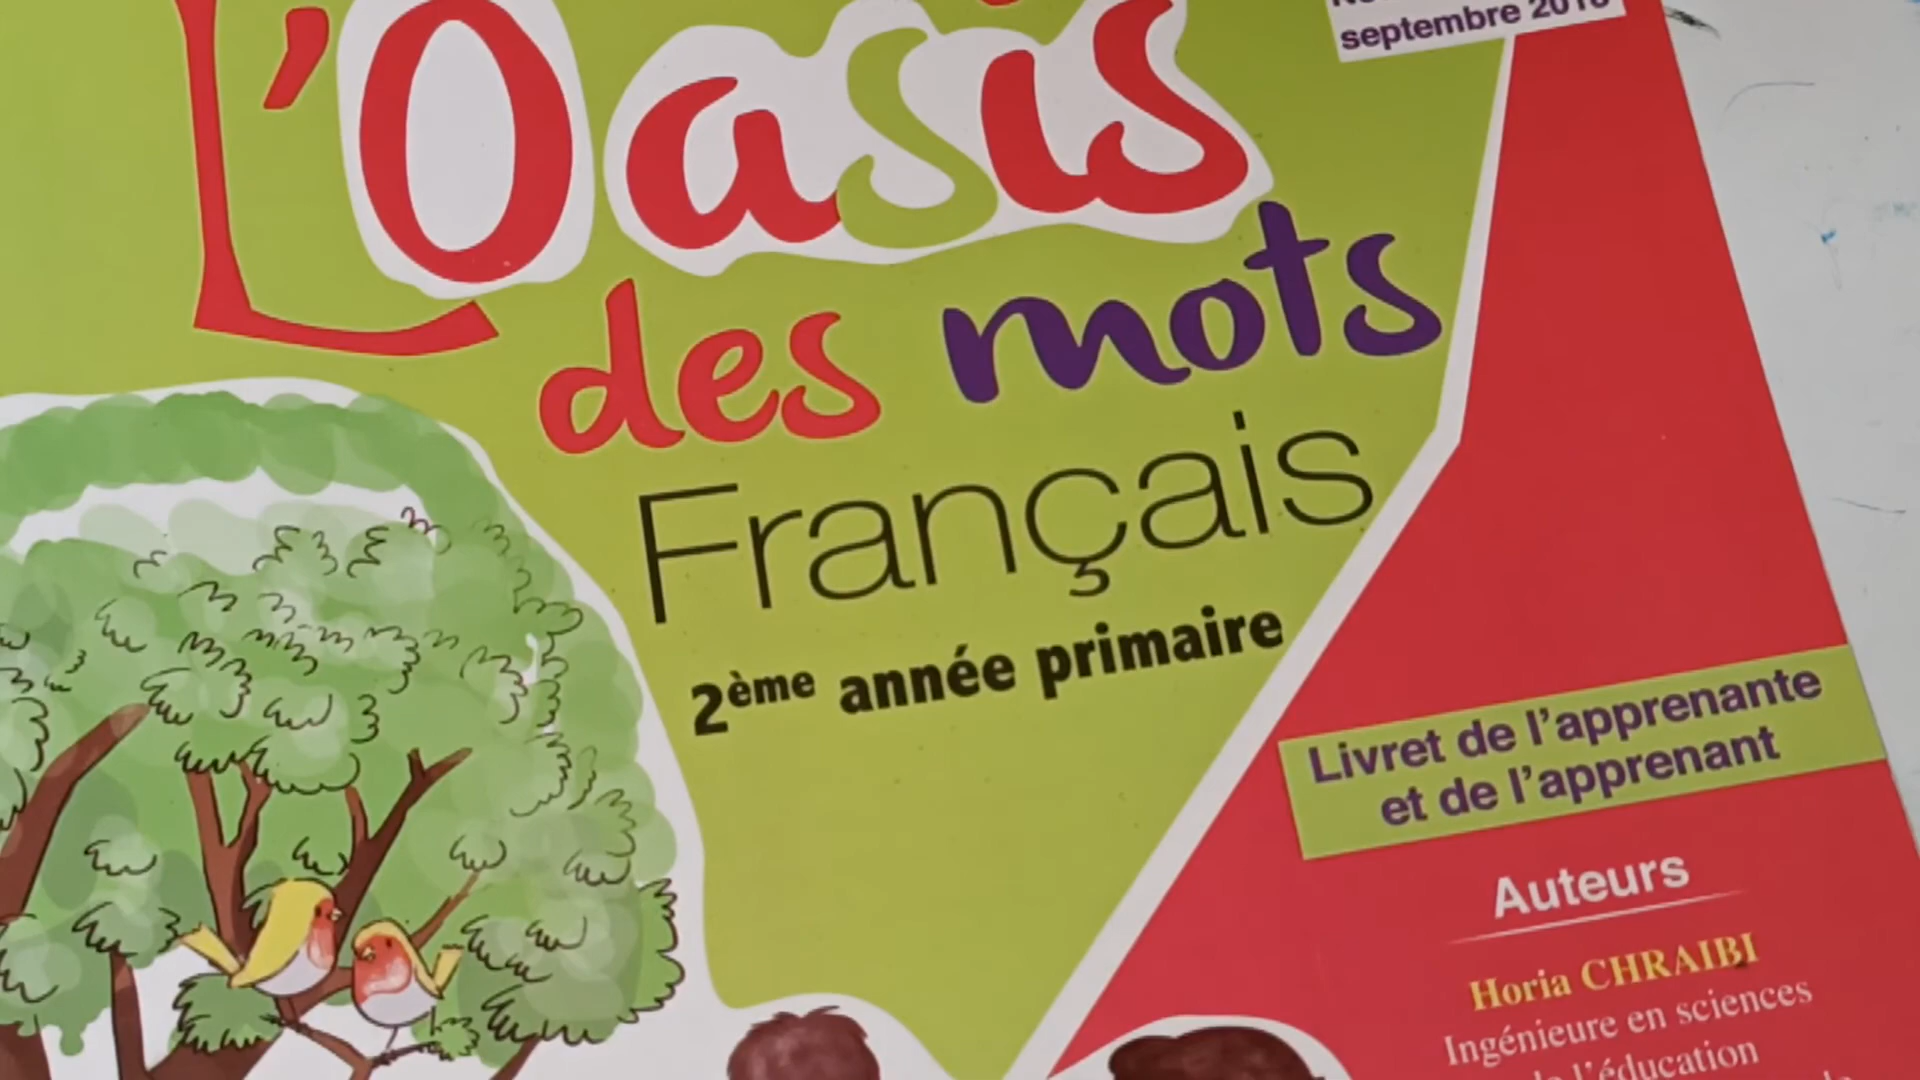 septembre
L'Oasis
des mots
Français
2ème année primaire
Livret de l'apprenante
et de l'apprenant
Auteurs
Horia CHRAIBI
Ingénieure en sciences
l'éducation